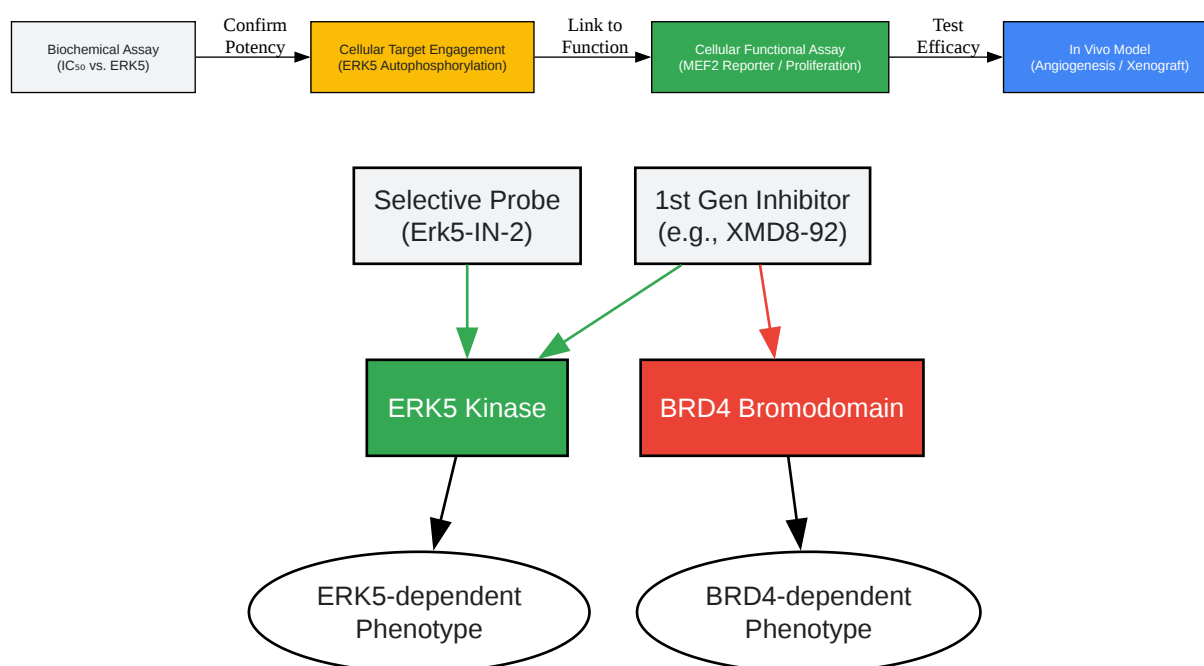 Biochemical Assay
(IC₅₀ vs. ERK5)
Confirm
Potency
Cellular Target Engagement
(ERK5 Autophosphorylation)
Link to
Function
Cellular Functional Assay
(MEF2 Reporter / Proliferation)
Test
Efficacy
In Vivo Model
(Angiogenesis / Xenograft)
Selective Probe
(Erk5-IN-2)
1st Gen Inhibitor
(e.g., XMD8-92)
ERK5 Kinase
BRD4 Bromodomain
ERK5-dependent
Phenotype
BRD4-dependent
Phenotype